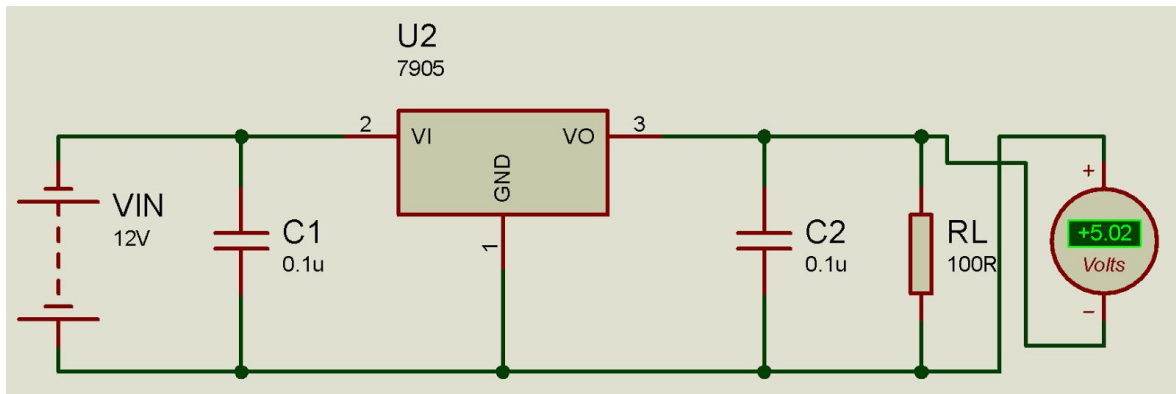 U2
7905
2
VI
VO
3
GND
1
VIN
12V
C1
0.1u
C2
0.1u
RL
100R
+
+5.02
Volts
−